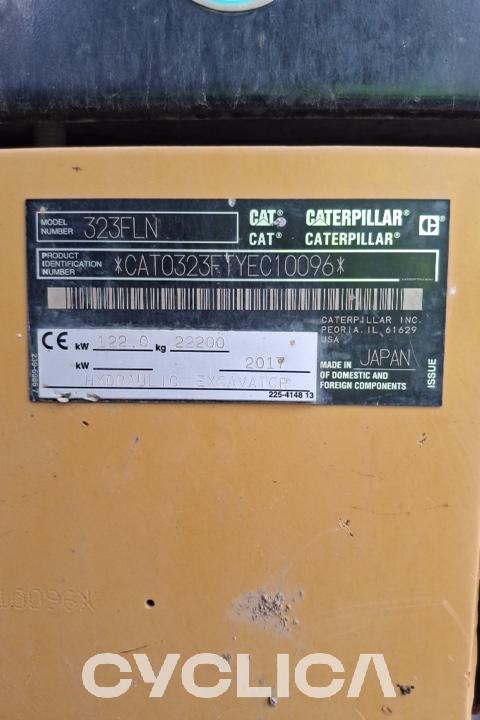 MODEL NUMBER 323FLN
CAT® CATERPILLAR®
CAT® CATERPILLAR®
PRODUCT IDENTIFICATION NUMBER *CAT0323FTYEC10096*
CATERPILLAR INC.
PEORIA, IL 61629
USA
CE kW 122.0 kg 22200
kW 2017
HYDRAULIC EXCAVATOR
225-4148 13
MADE IN JAPAN
OF DOMESTIC AND
FOREIGN COMPONENTS
ISSUE
10096*
CYCLICA